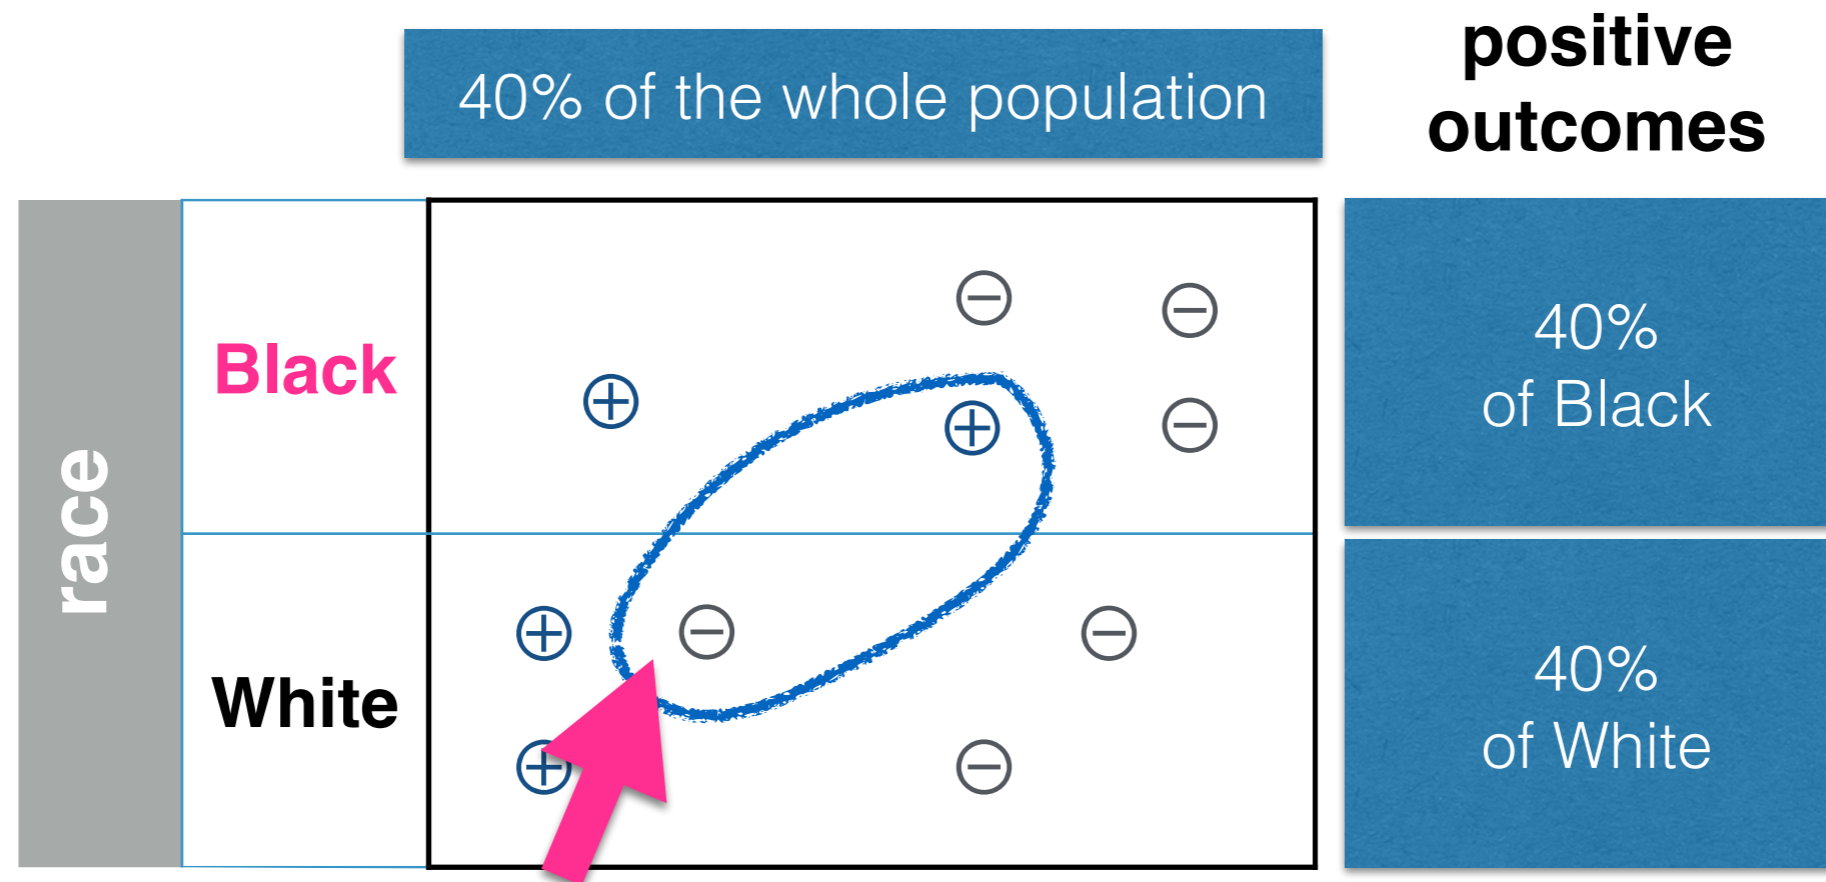 40% of the whole population
positive
outcomes
race
Black
40%
of Black
White
40%
of White